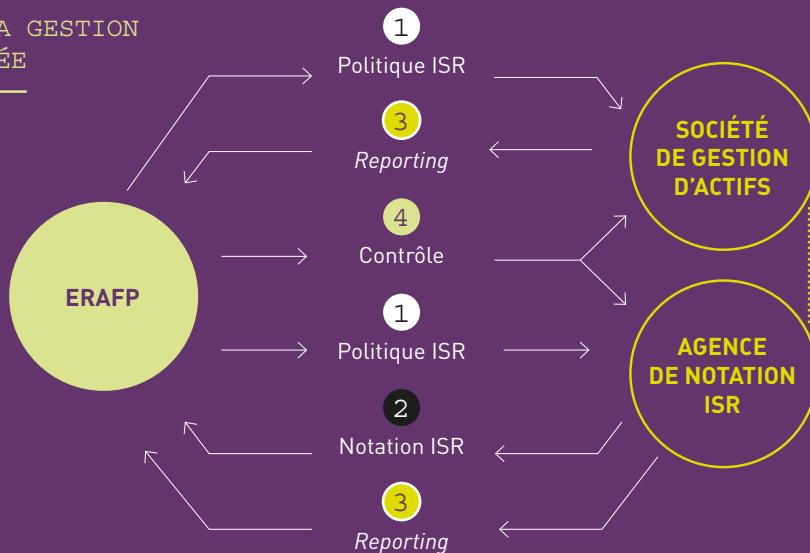 A GESTION
ÉE
1
Politique ISR
3
Reporting
4
Contrôle
1
Politique ISR
2
Notation ISR
3
Reporting
ERAFP
SOCIÉTÉ
DE GESTION
D'ACTIFS
AGENCE
DE NOTATION
ISR